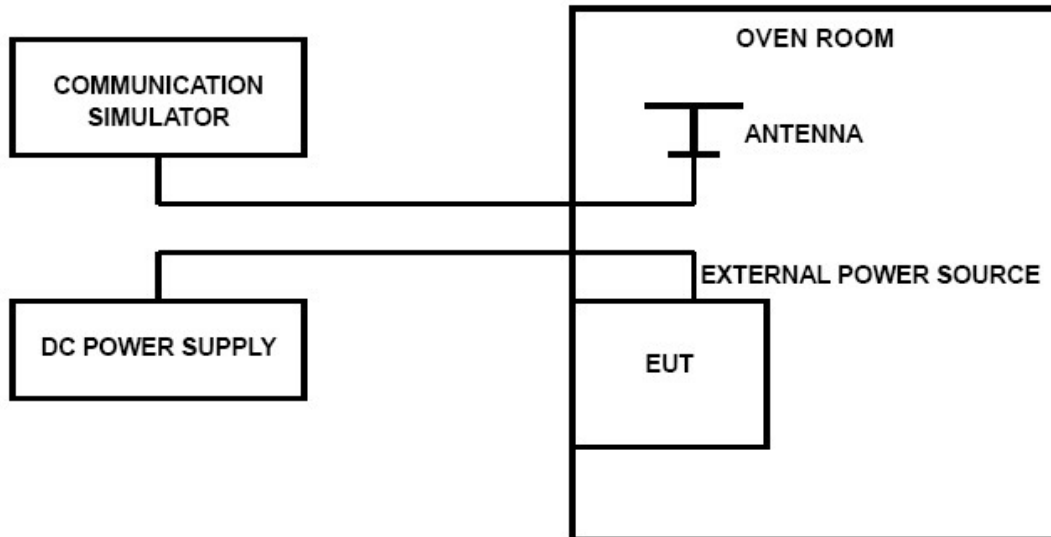 OVEN ROOM
COMMUNICATION
SIMULATOR
ANTENNA
EXTERNAL POWER SOURCE
DC POWER SUPPLY
EUT